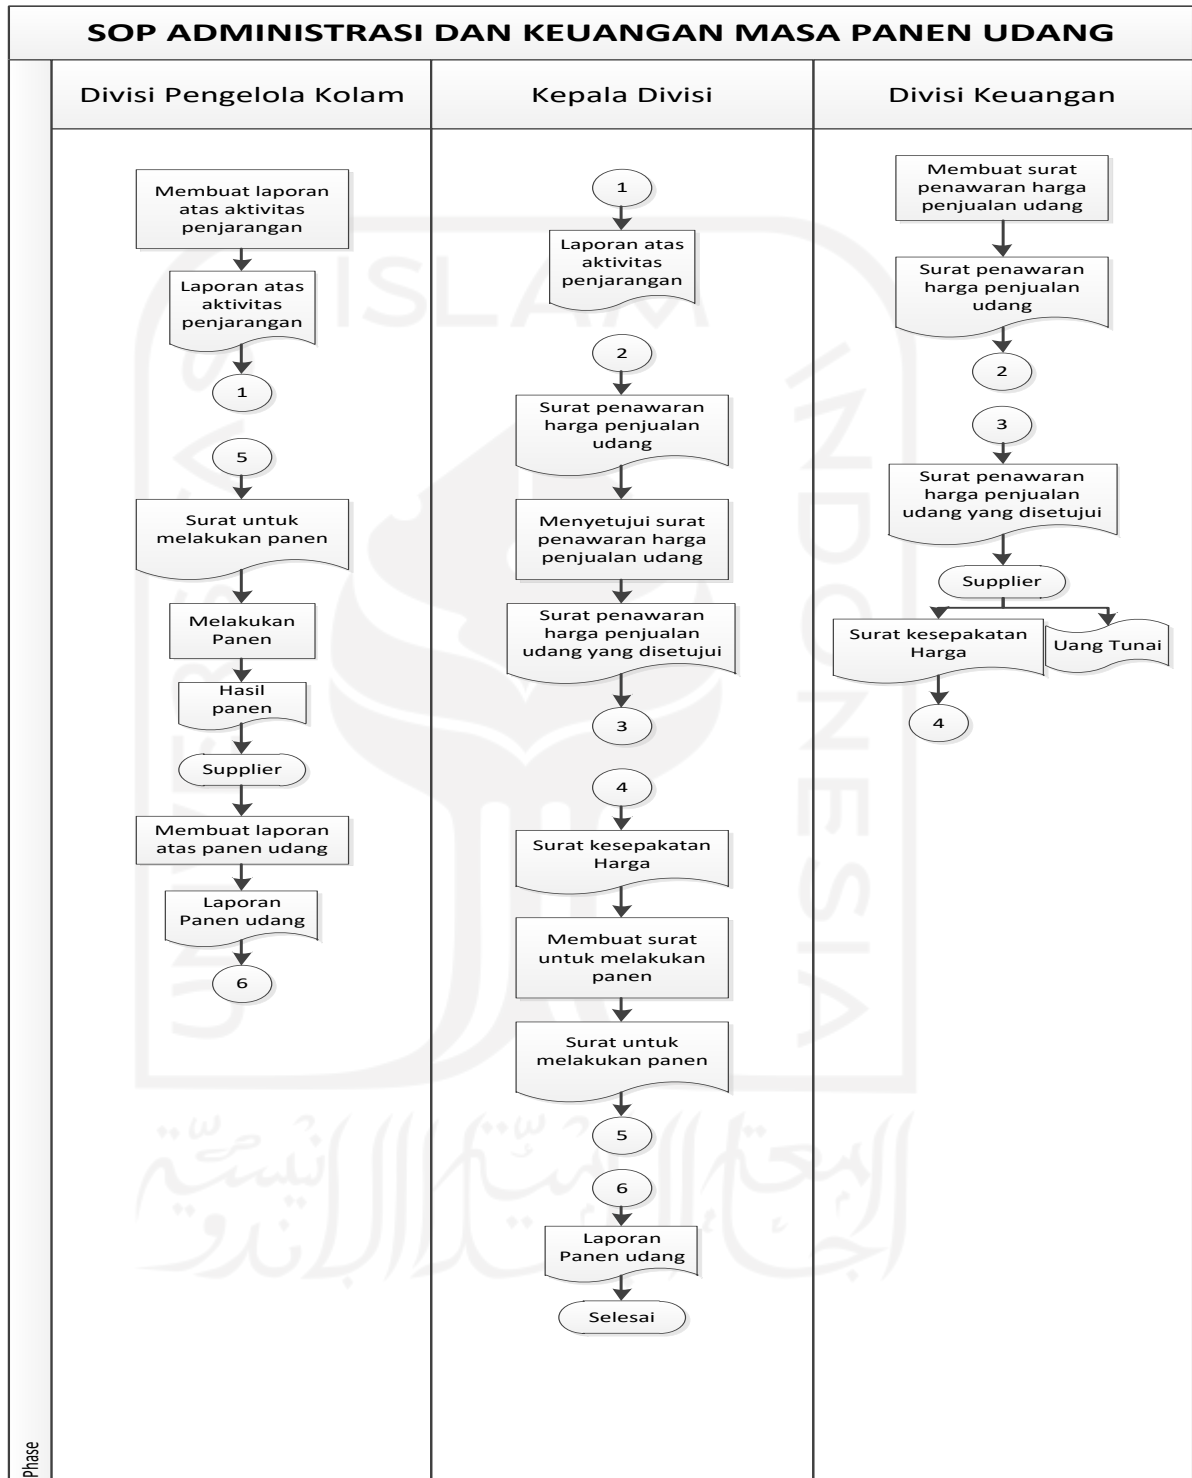 SOP ADMINISTRASI DAN KEUANGAN MASA PANEN UDANG
Divisi Pengelola Kolam
Kepala Divisi
Divisi Keuangan
Membuat laporan
atas aktivitas
penjarangan
Laporan atas
aktivitas
penjarangan
1
5
Surat untuk
melakukan panen
Melakukan
Panen
Hasil
panen
Supplier
Membuat laporan
atas panen udang
Laporan
Panen udang
6
1
Laporan atas
aktivitas
penjarangan
2
Surat penawaran
harga penjualan
udang
Menyetujui surat
penawaran harga
penjualan udang
Surat penawaran
harga penjualan
udang yang disetujui
3
4
Surat kesepakatan
Harga
Membuat surat
untuk melakukan
panen
Surat untuk
melakukan panen
5
6
Laporan
Panen udang
Selesai
Membuat surat
penawaran harga
penjualan udang
Surat penawaran
harga penjualan
udang
2
3
Surat penawaran
harga penjualan
udang yang disetujui
Supplier
Surat kesepakatan
Harga
Uang Tunai
4
Phase
UNIVERSITAS
ISLAM
INDONESIA